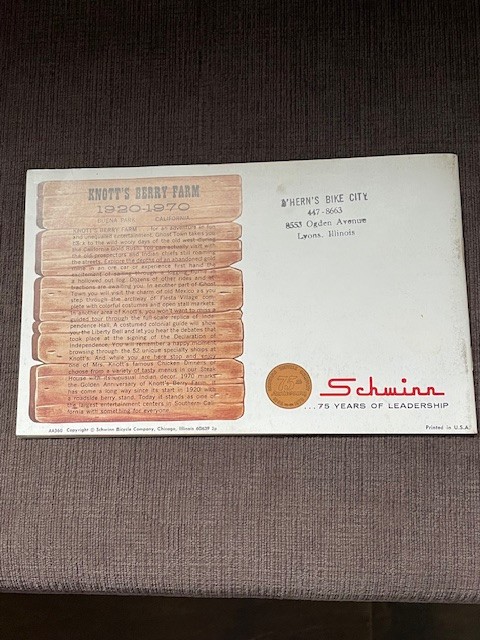 KNOTT'S BERRY FARM
1920-1970
BUENA PARK CALIFORNIA
KNOTT'S BERRY FARM . . . for an adventure in fun
and unequaled entertainment. Ghost Town takes you
back to the wild wooly days of the old west during
the California Gold Rush. You can actually visit with
the old prospectors and Indian chiefs still roaming
the streets. Explore the depths of an abandoned gold
mine in an ore car or experience first hand the
excitement of roaring through a logging flume in
a hollowed out log. Dozens of other rides and at-
tractions are awaiting you. In another part of Ghost
Town you will visit the charm of old Mexico as you
step through the archway of Fiesta Village com-
plete with colorful costumes and open stall markets.
In another area of Knott's, you won't want to miss a
guided tour through the full-scale replica of Inde-
pendence Hall. A costumed colonial guide will show
you the Liberty Bell and let you hear the debates that
took place at the signing of the Declaration of
Independence. You will remember a happy moment
browsing through the 52 unique specialty shops at
Knott's. And while you are here stop and enjoy
one of Mrs. Knott's famous Chicken Dinners or
choose from a variety of tasty menus in our Steak
House with its unusual Indian decor. 1970 marks
the Golden Anniversary of Knott's Berry Farm. It
has come a long way since its start in 1920 with
a roadside berry stand. Today it stands as one of
the largest entertainment centers in Southern Cali-
fornia with something for everyone.
A'HERN'S BIKE CITY
447-8663
8553 Ogden Avenue
Lyons, Illinois
Schwinn
...75 YEARS OF LEADERSHIP
Copyright © Schwinn Bicycle Company, Chicago, Illinois 60639
Printed in U.S.A.